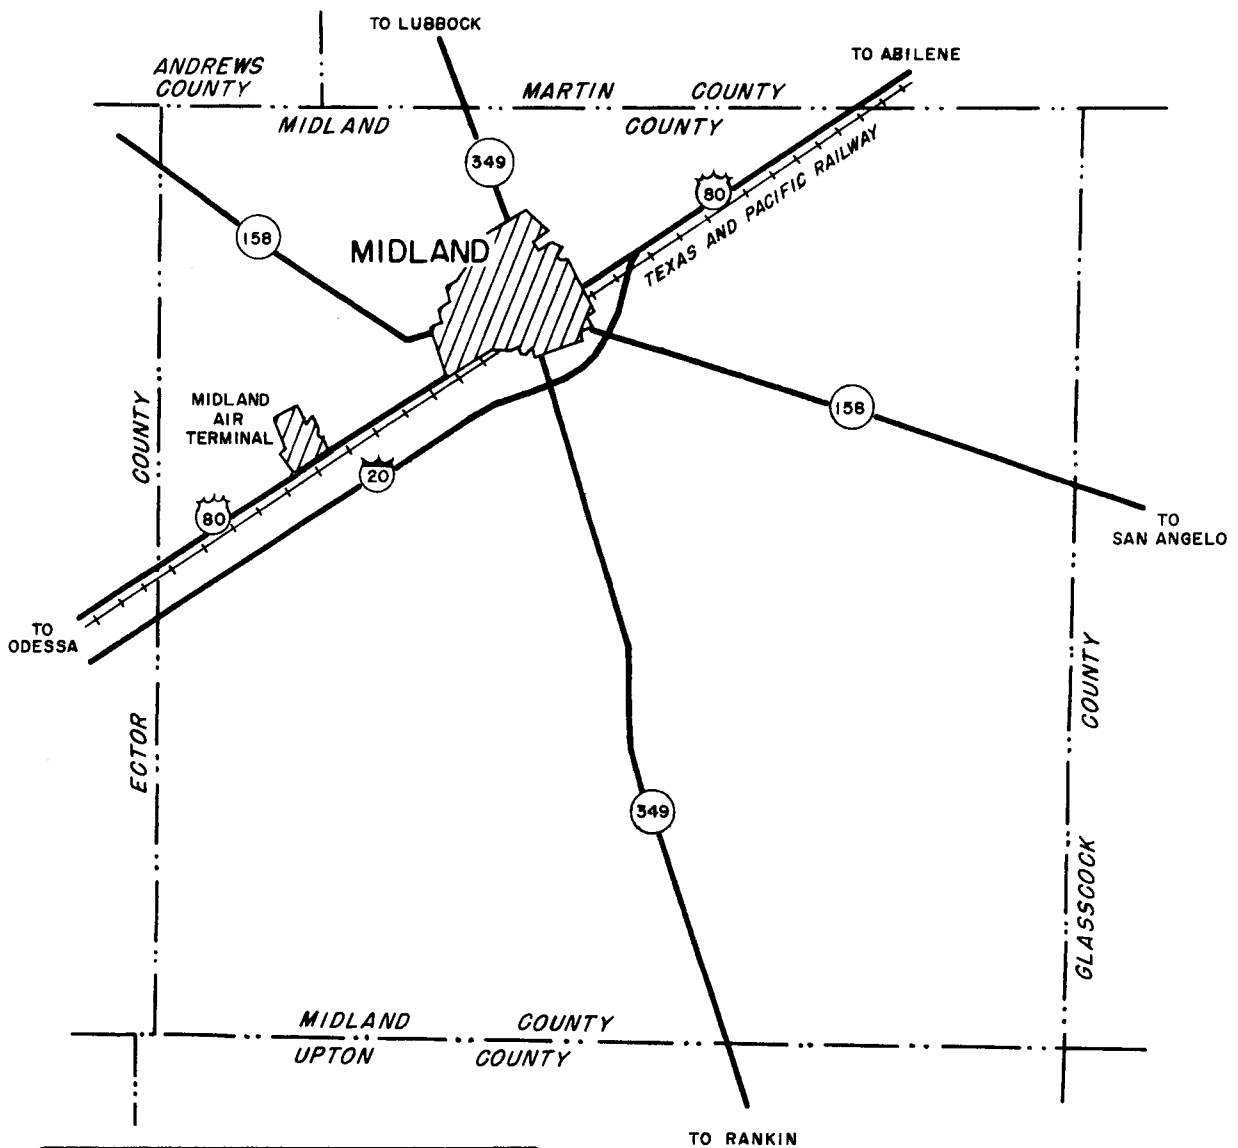 TO LUBBOCK
TO ABILENE
ANDREWS
COUNTY
MARTIN COUNTY
MIDLAND COUNTY
349
80
TEXAS AND PACIFIC RAILWAY
158
MIDLAND
MIDLAND
AIR
TERMINAL
COUNTY
158
20
80
TO
SAN ANGELO
TO
ODESSA
COUNTY
ECTOR
349
GLASSCOCK
MIDLAND COUNTY
UPTON COUNTY
TO RANKIN